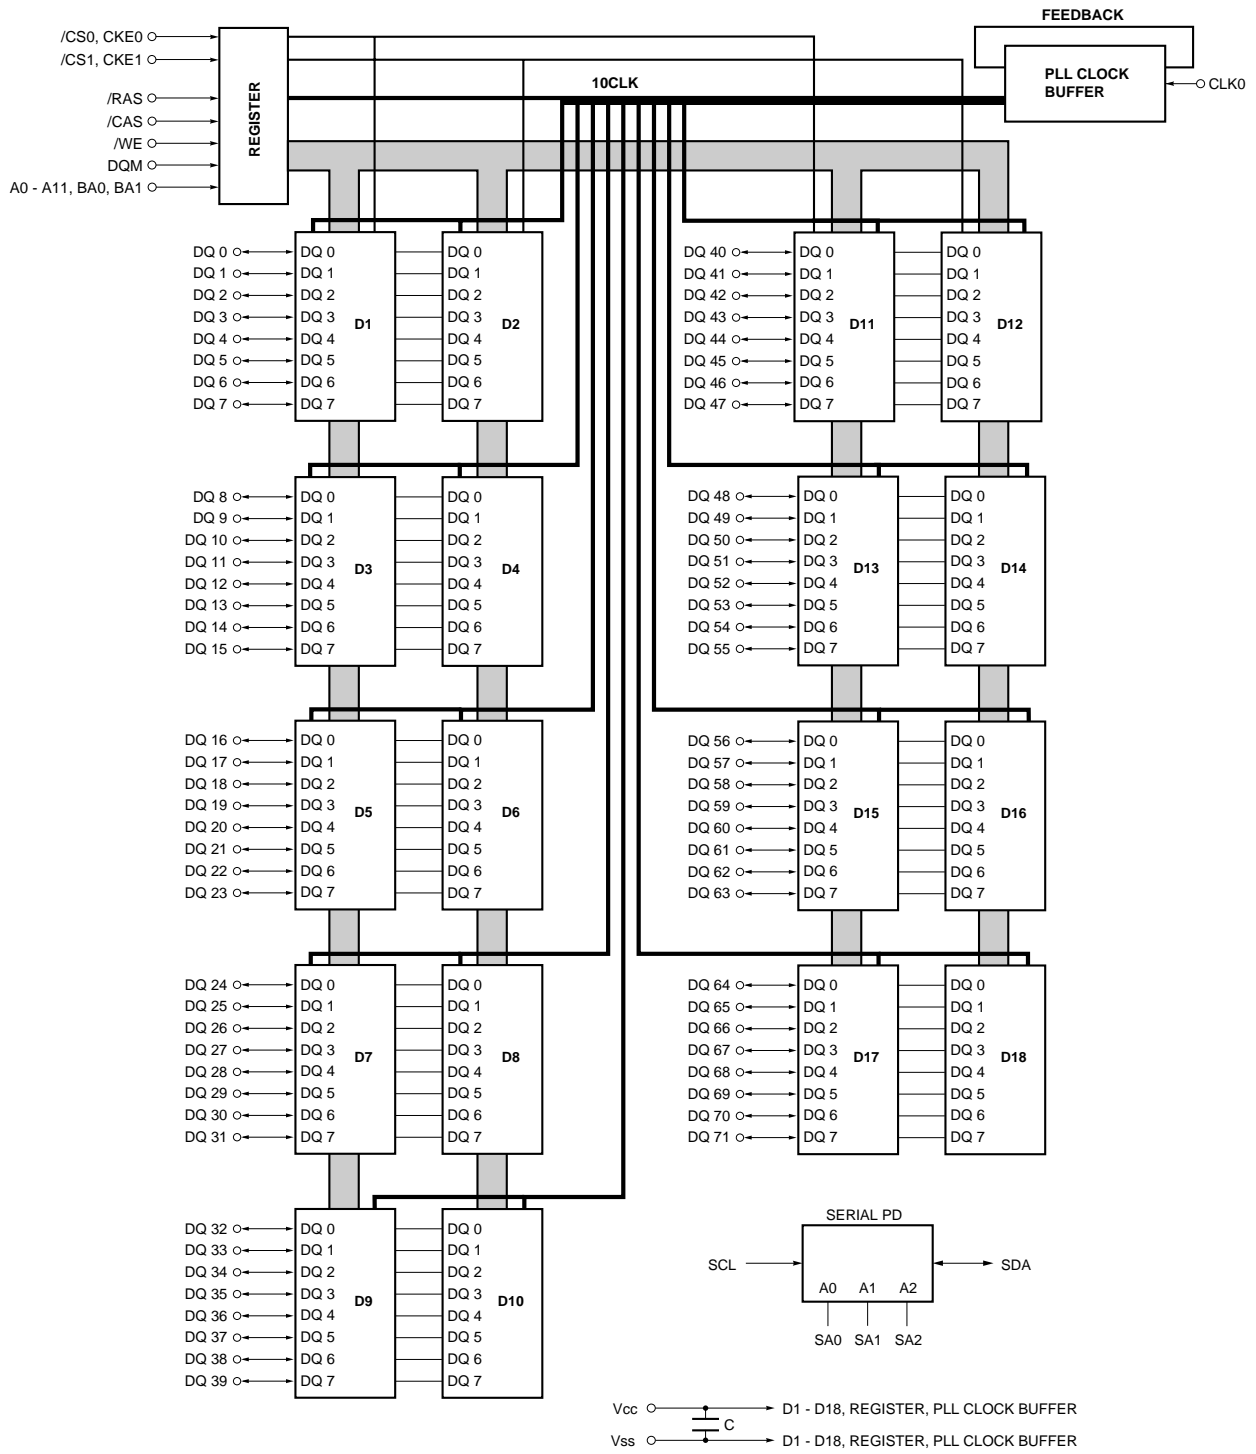 FEEDBACK
/CS0, CKE0
/CS1, CKE1
/RAS
/CAS
/WE
DQM
A0 - A11, BA0, BA1
REGISTER
10CLK
PLL CLOCK
BUFFER
CLK0
DQ 0 DQ 0 DQ 0
DQ 1 DQ 1 DQ 1
DQ 2 DQ 2 DQ 2
DQ 3 DQ 3 DQ 3
D1 D2
DQ 4 DQ 4 DQ 4
DQ 5 DQ 5 DQ 5
DQ 6 DQ 6 DQ 6
DQ 7 DQ 7 DQ 7
DQ 40 DQ 0 DQ 0
DQ 41 DQ 1 DQ 1
DQ 42 DQ 2 DQ 2
DQ 43 DQ 3 DQ 3
D11 D12
DQ 44 DQ 4 DQ 4
DQ 45 DQ 5 DQ 5
DQ 46 DQ 6 DQ 6
DQ 47 DQ 7 DQ 7
DQ 8 DQ 0 DQ 0
DQ 9 DQ 1 DQ 1
DQ 10 DQ 2 DQ 2
DQ 11 DQ 3 DQ 3
D3 D4
DQ 12 DQ 4 DQ 4
DQ 13 DQ 5 DQ 5
DQ 14 DQ 6 DQ 6
DQ 15 DQ 7 DQ 7
DQ 48 DQ 0 DQ 0
DQ 49 DQ 1 DQ 1
DQ 50 DQ 2 DQ 2
DQ 51 DQ 3 DQ 3
D13 D14
DQ 52 DQ 4 DQ 4
DQ 53 DQ 5 DQ 5
DQ 54 DQ 6 DQ 6
DQ 55 DQ 7 DQ 7
DQ 16 DQ 0 DQ 0
DQ 17 DQ 1 DQ 1
DQ 18 DQ 2 DQ 2
DQ 19 DQ 3 DQ 3
D5 D6
DQ 20 DQ 4 DQ 4
DQ 21 DQ 5 DQ 5
DQ 22 DQ 6 DQ 6
DQ 23 DQ 7 DQ 7
DQ 56 DQ 0 DQ 0
DQ 57 DQ 1 DQ 1
DQ 58 DQ 2 DQ 2
DQ 59 DQ 3 DQ 3
D15 D16
DQ 60 DQ 4 DQ 4
DQ 61 DQ 5 DQ 5
DQ 62 DQ 6 DQ 6
DQ 63 DQ 7 DQ 7
DQ 24 DQ 0 DQ 0
DQ 25 DQ 1 DQ 1
DQ 26 DQ 2 DQ 2
DQ 27 DQ 3 DQ 3
D7 D8
DQ 28 DQ 4 DQ 4
DQ 29 DQ 5 DQ 5
DQ 30 DQ 6 DQ 6
DQ 31 DQ 7 DQ 7
DQ 64 DQ 0 DQ 0
DQ 65 DQ 1 DQ 1
DQ 66 DQ 2 DQ 2
DQ 67 DQ 3 DQ 3
D17 D18
DQ 68 DQ 4 DQ 4
DQ 69 DQ 5 DQ 5
DQ 70 DQ 6 DQ 6
DQ 71 DQ 7 DQ 7
DQ 32 DQ 0 DQ 0
DQ 33 DQ 1 DQ 1
DQ 34 DQ 2 DQ 2
DQ 35 DQ 3 DQ 3
D9 D10
DQ 36 DQ 4 DQ 4
DQ 37 DQ 5 DQ 5
DQ 38 DQ 6 DQ 6
DQ 39 DQ 7 DQ 7
SERIAL PD
SCL SDA
A0 A1 A2
SA0 SA1 SA2
Vcc D1 - D18, REGISTER, PLL CLOCK BUFFER
C
Vss D1 - D18, REGISTER, PLL CLOCK BUFFER